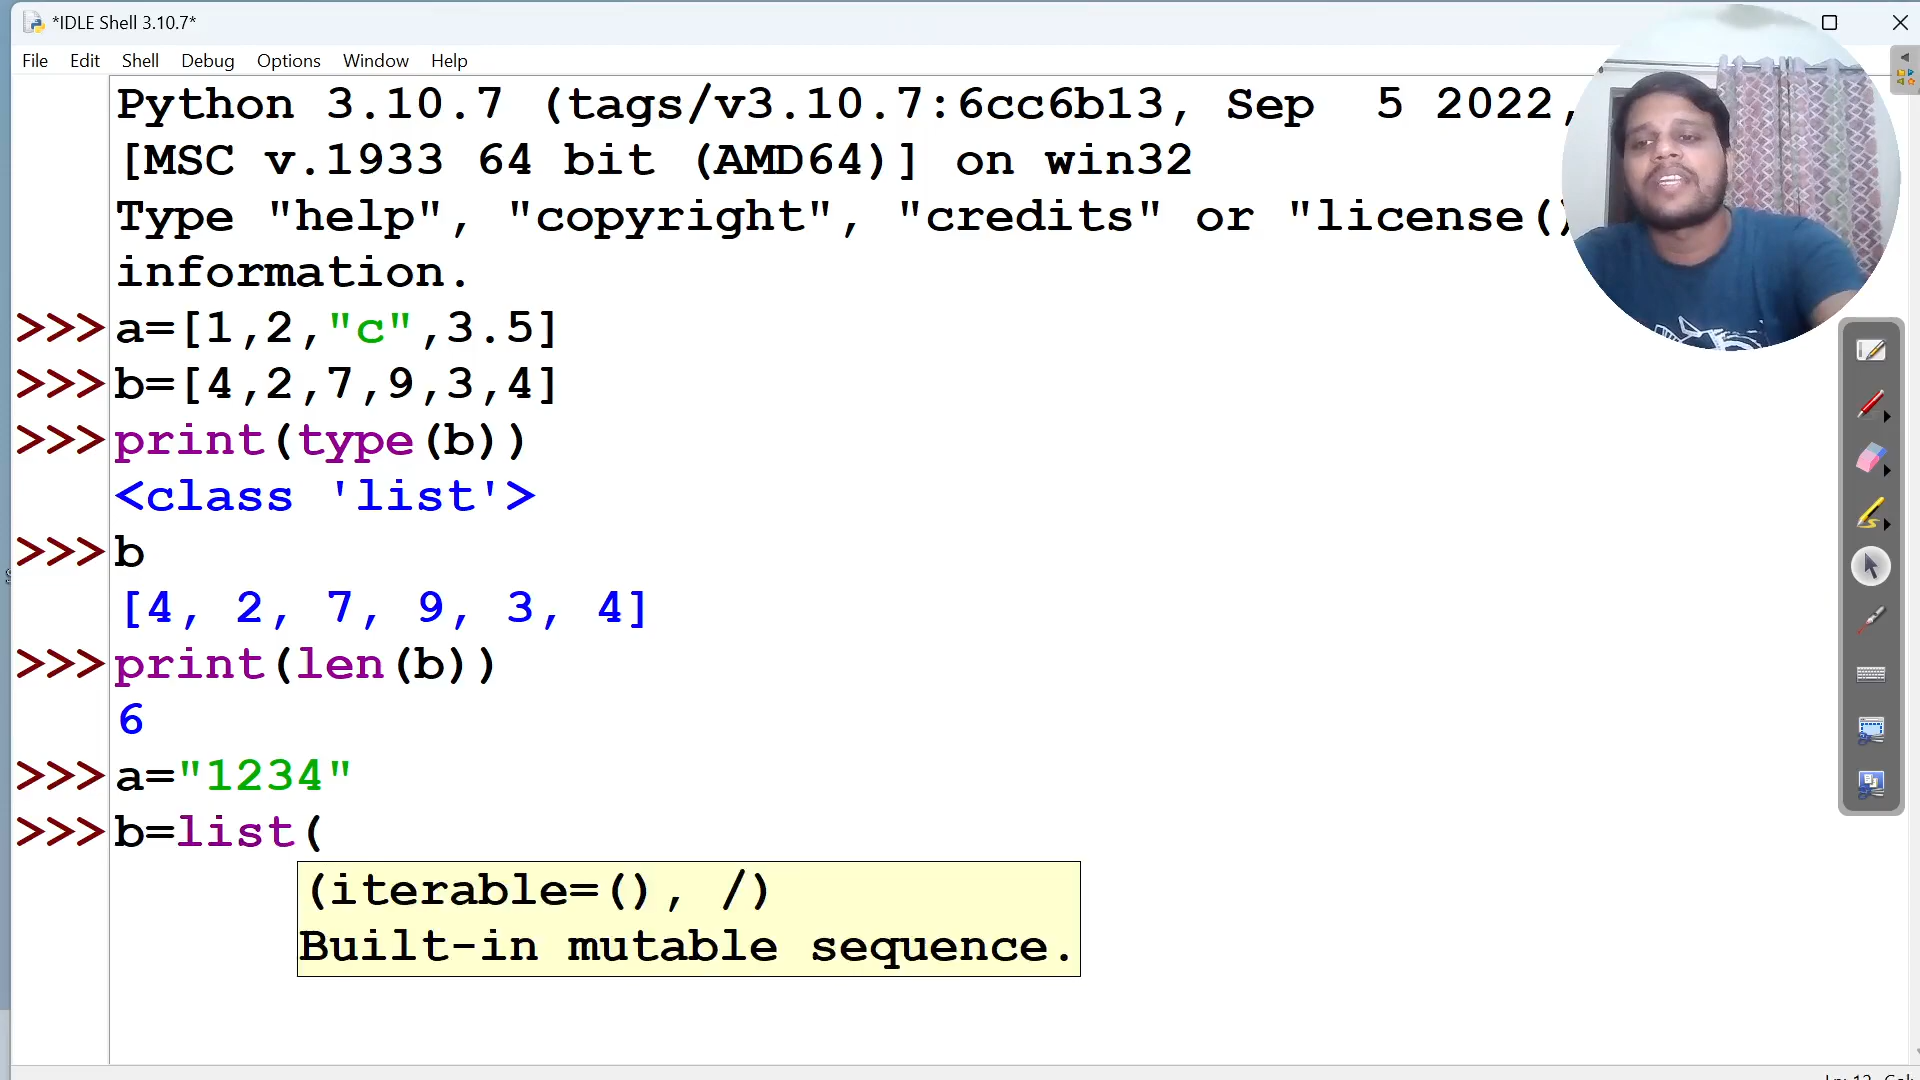 *IDLE Shell 3.10.7*
File Edit Shell Debug Options Window Help
Python 3.10.7 (tags/v3.10.7:6cc6b13, Sep  5 2022,
[MSC v.1933 64 bit (AMD64)] on win32
Type "help", "copyright", "credits" or "license()
information.
>>> a=[1,2,"c",3.5]
>>> b=[4,2,7,9,3,4]
>>> print(type(b))
<class 'list'>
>>> b
[4, 2, 7, 9, 3, 4]
>>> print(len(b))
6
>>> a="1234"
>>> b=list(
(iterable=(), /)
Built-in mutable sequence.